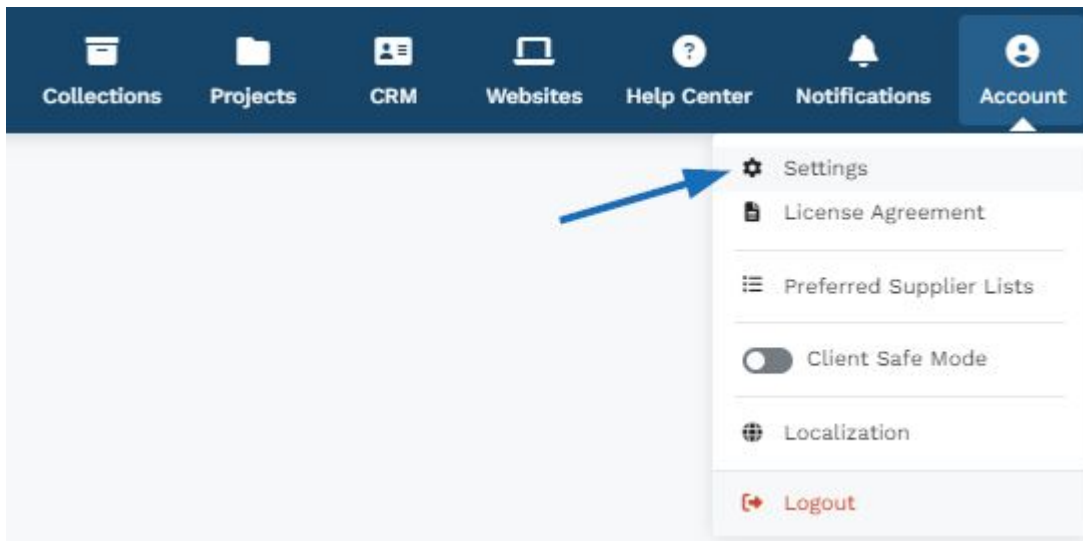 Collections Projects CRM Websites Help Center Notifications Account
Settings
License Agreement
Preferred Supplier Lists
Client Safe Mode
Localization
Logout